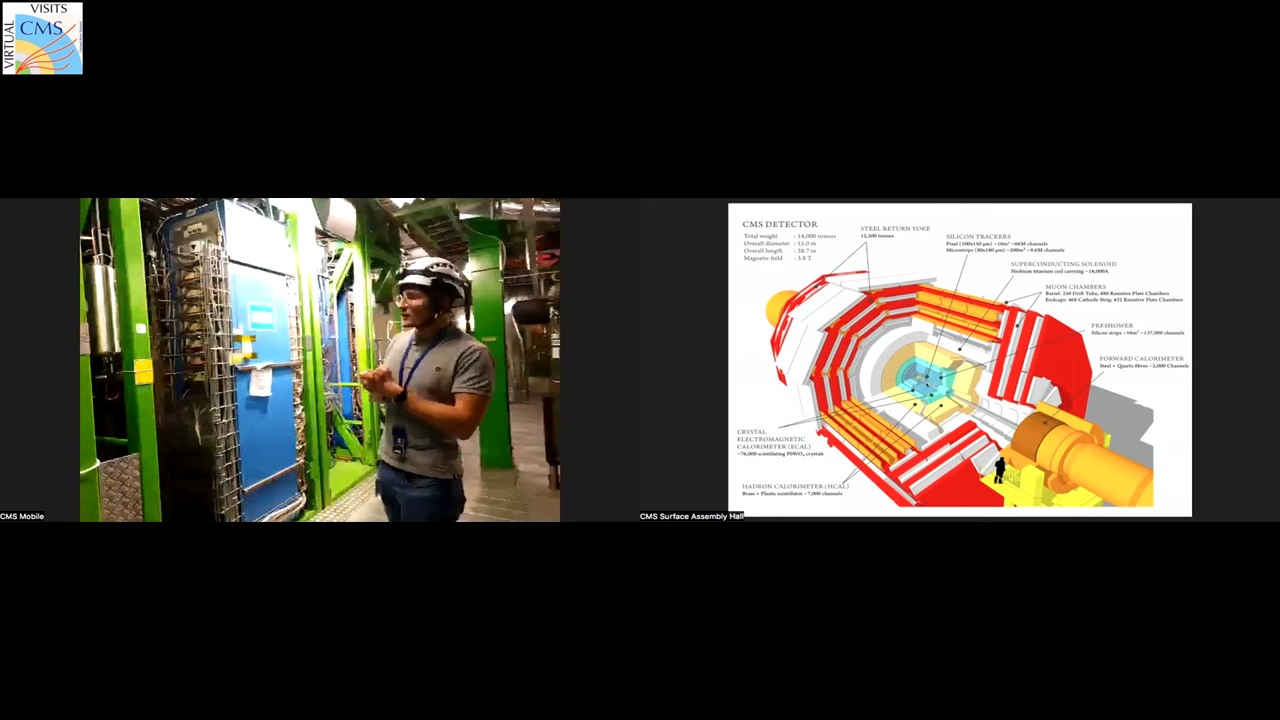 VISITS
CMS
VIRTUAL
CMS DETECTOR
Total weight : 14,000 tonnes
Overall diameter : 15.0 m
Overall length : 28.7 m
Magnetic field : 3.8 T
STEEL RETURN YOKE
12,500 tonnes
SILICON TRACKERS
Pixel (100x150 μm) ~16m² ~66M channels
Microstrips (80x180 μm) ~200m² ~9.6M channels
SUPERCONDUCTING SOLENOID
Niobium titanium coil carrying ~18,000A
MUON CHAMBERS
Barrel: 250 Drift Tube, 480 Resistive Plate Chambers
Endcaps: 468 Cathode Strip, 432 Resistive Plate Chambers
PRESHOWER
Silicon strips ~16m² ~137,000 channels
FORWARD CALORIMETER
Steel + Quartz fibres ~2,000 Channels
CRYSTAL
ELECTROMAGNETIC
CALORIMETER (ECAL)
~76,000 scintillating PbWO₄ crystals
HADRON CALORIMETER (HCAL)
Brass + Plastic scintillator ~7,000 channels
CMS Mobile
CMS Surface Assembly Hall